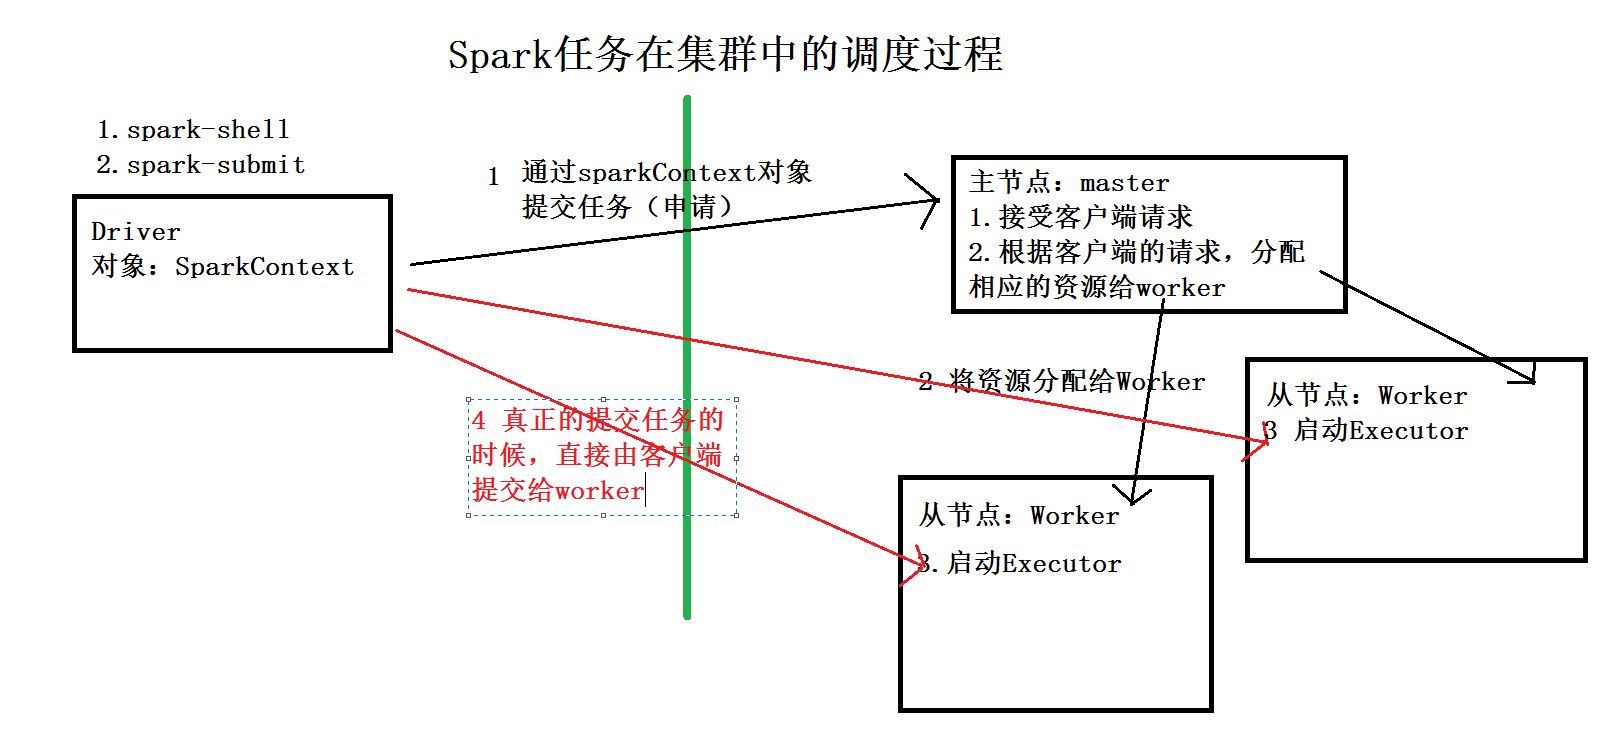 Spark任务在集群中的调度过程
1.spark-shell
2.spark-submit
Driver
对象：SparkContext
1 通过sparkContext对象
提交任务（申请）
主节点：master
1.接受客户端请求
2.根据客户端的请求，分配
相应的资源给worker
2 将资源分配给Worker
4 真正的提交任务的
时候，直接由客户端
提交给worker
从节点：Worker
3 启动Executor
从节点：Worker
3.启动Executor